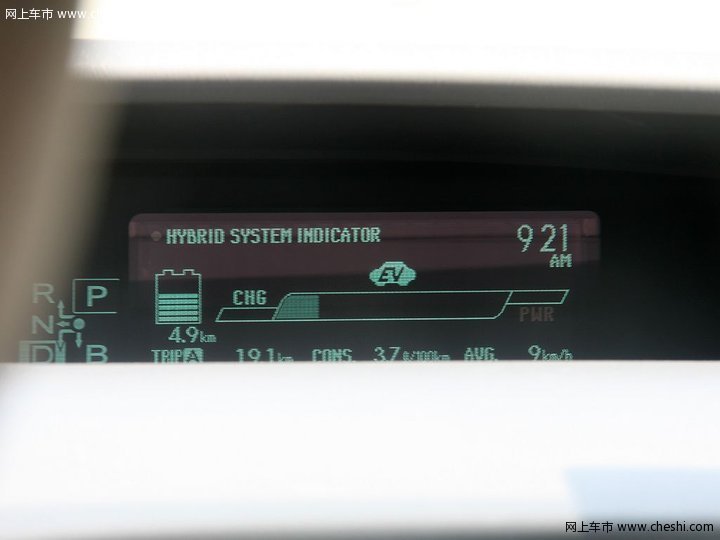 网上车市 www.c
HYBRID SYSTEM INDICATOR 9 21
AM
EV
CHG
PWR
4.9km
TRIP A 19.1km CONS. 3.7ℓ/100km AVG. 9km/h
R P
N
D B
网上车市 www.cheshi.com